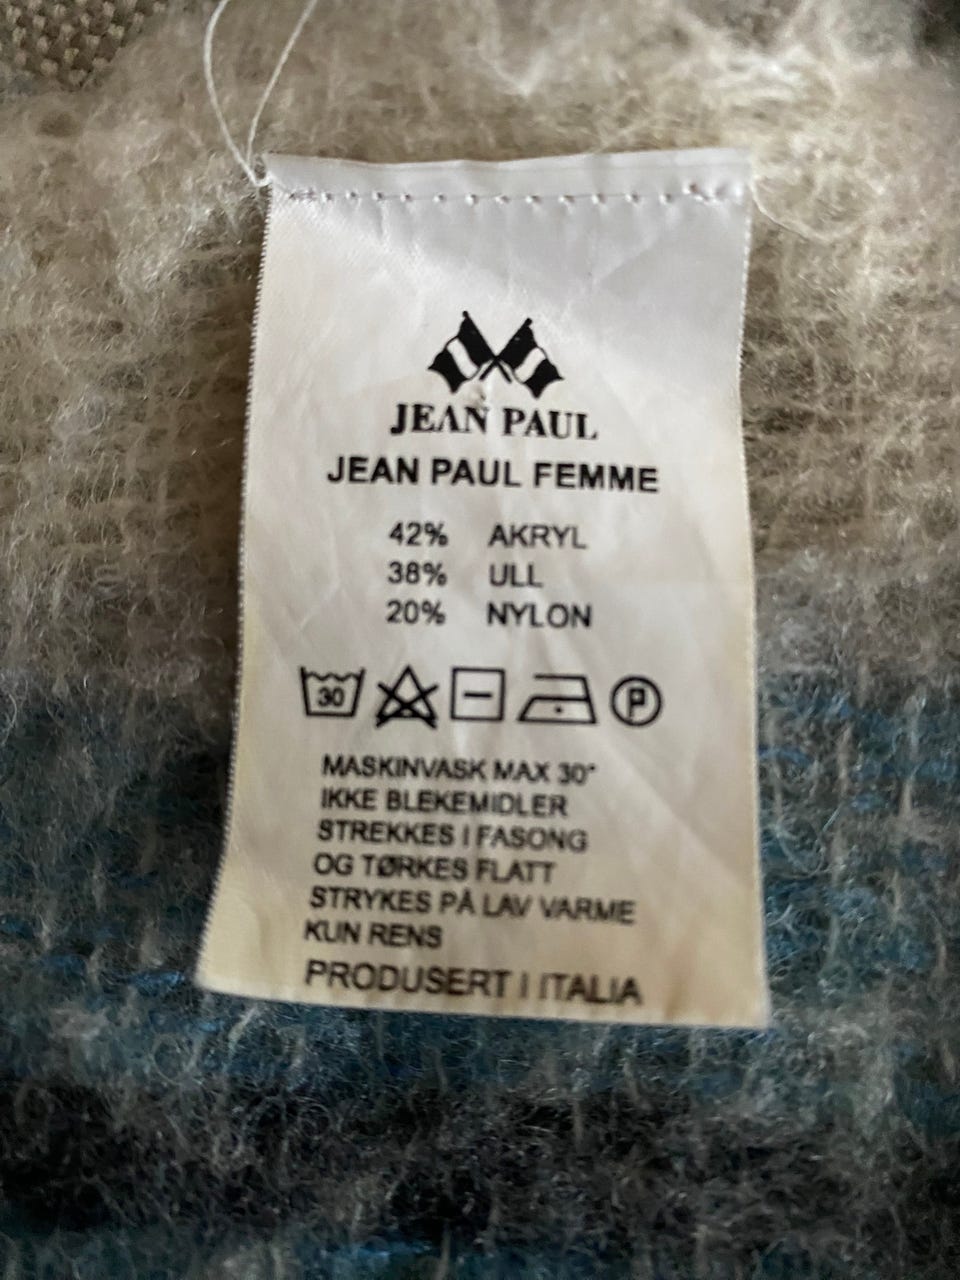 JEAN PAUL
JEAN PAUL FEMME
42% AKRYL
38% ULL
20% NYLON
30 P
MASKINVASK MAX 30°
IKKE BLEKEMIDLER
STREKKES I FASONG
OG TØRKES FLATT
STRYKES PÅ LAV VARME
KUN RENS
PRODUSERT I ITALIA